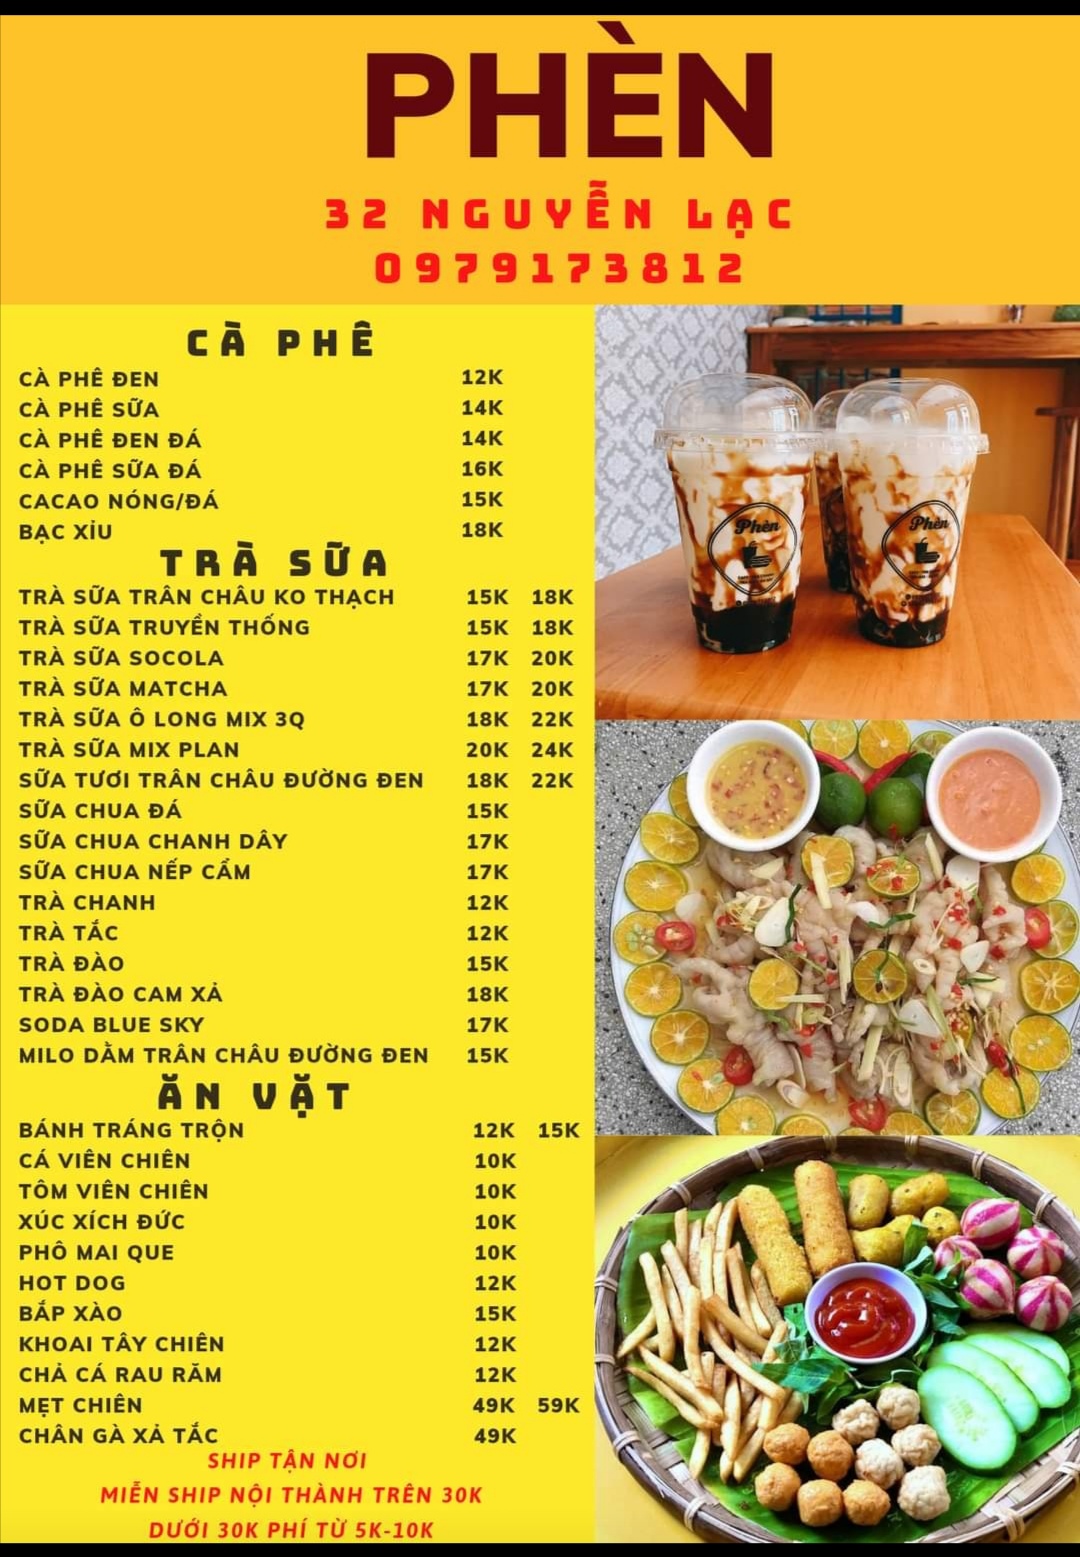 PHÈN
32 NGUYỄN LẠC
0979173812
CÀ PHÊ
CÀ PHÊ ĐEN 12K
CÀ PHÊ SỮA 14K
CÀ PHÊ ĐEN ĐÁ 14K
CÀ PHÊ SỮA ĐÁ 16K
CACAO NÓNG/ĐÁ 15K
BẠC XỈU 18K
TRÀ SỮA
TRÀ SỮA TRÂN CHÂU KO THẠCH 15K 18K
TRÀ SỮA TRUYỀN THỐNG 15K 18K
TRÀ SỮA SOCOLA 17K 20K
TRÀ SỮA MATCHA 17K 20K
TRÀ SỮA Ô LONG MIX 3Q 18K 22K
TRÀ SỮA MIX PLAN 20K 24K
SỮA TƯƠI TRÂN CHÂU ĐƯỜNG ĐEN 18K 22K
SỮA CHUA ĐÁ 15K
SỮA CHUA CHANH DÂY 17K
SỮA CHUA NẾP CẨM 17K
TRÀ CHANH 12K
TRÀ TẮC 12K
TRÀ ĐÀO 15K
TRÀ ĐÀO CAM XẢ 18K
SODA BLUE SKY 17K
MILO DẰM TRÂN CHÂU ĐƯỜNG ĐEN 15K
ĂN VẶT
BÁNH TRÁNG TRỘN 12K 15K
CÁ VIÊN CHIÊN 10K
TÔM VIÊN CHIÊN 10K
XÚC XÍCH ĐỨC 10K
PHÔ MAI QUE 10K
HOT DOG 12K
BẮP XÀO 15K
KHOAI TÂY CHIÊN 12K
CHẢ CÁ RAU RĂM 12K
MẸT CHIÊN 49K 59K
CHÂN GÀ XẢ TẮC 49K
SHIP TẬN NƠI
MIỄN SHIP NỘI THÀNH TRÊN 30K
DƯỚI 30K PHÍ TỪ 5K-10K
Phèn
Phèn